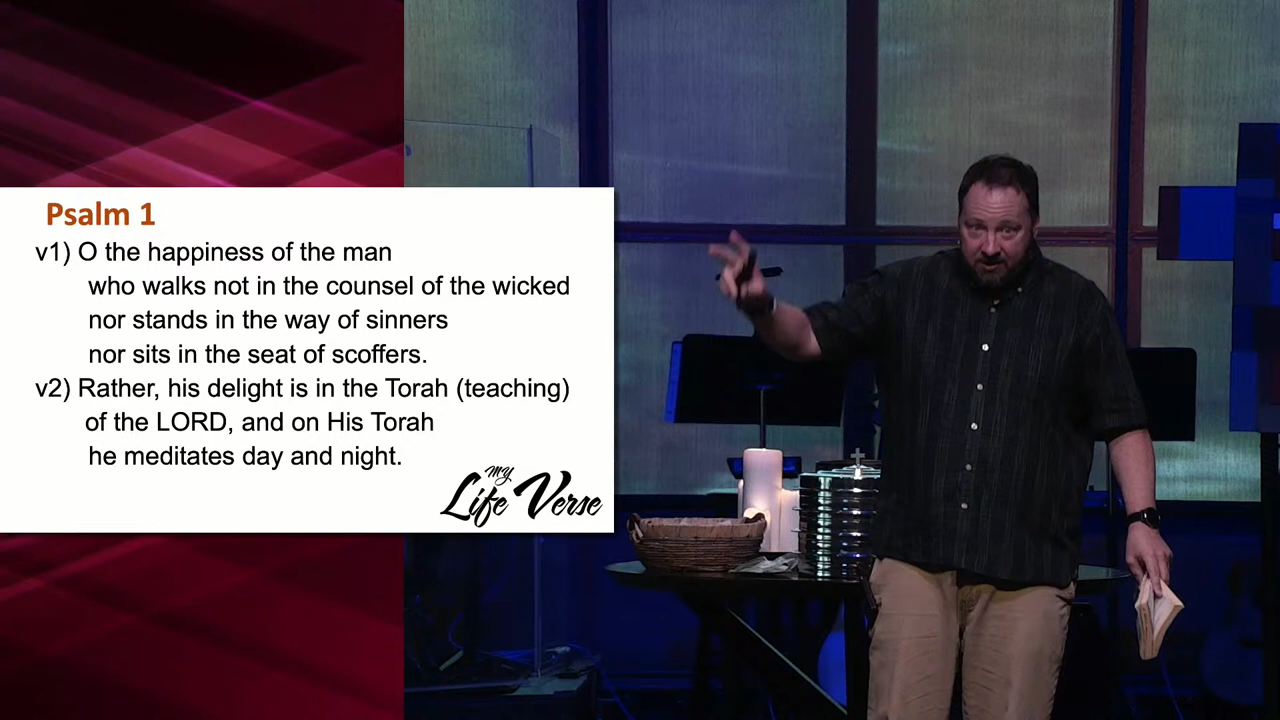 Psalm 1
v1) O the happiness of the man
who walks not in the counsel of the wicked
nor stands in the way of sinners
nor sits in the seat of scoffers.
v2) Rather, his delight is in the Torah (teaching)
of the LORD, and on His Torah
he meditates day and night.
MY
Life Verse